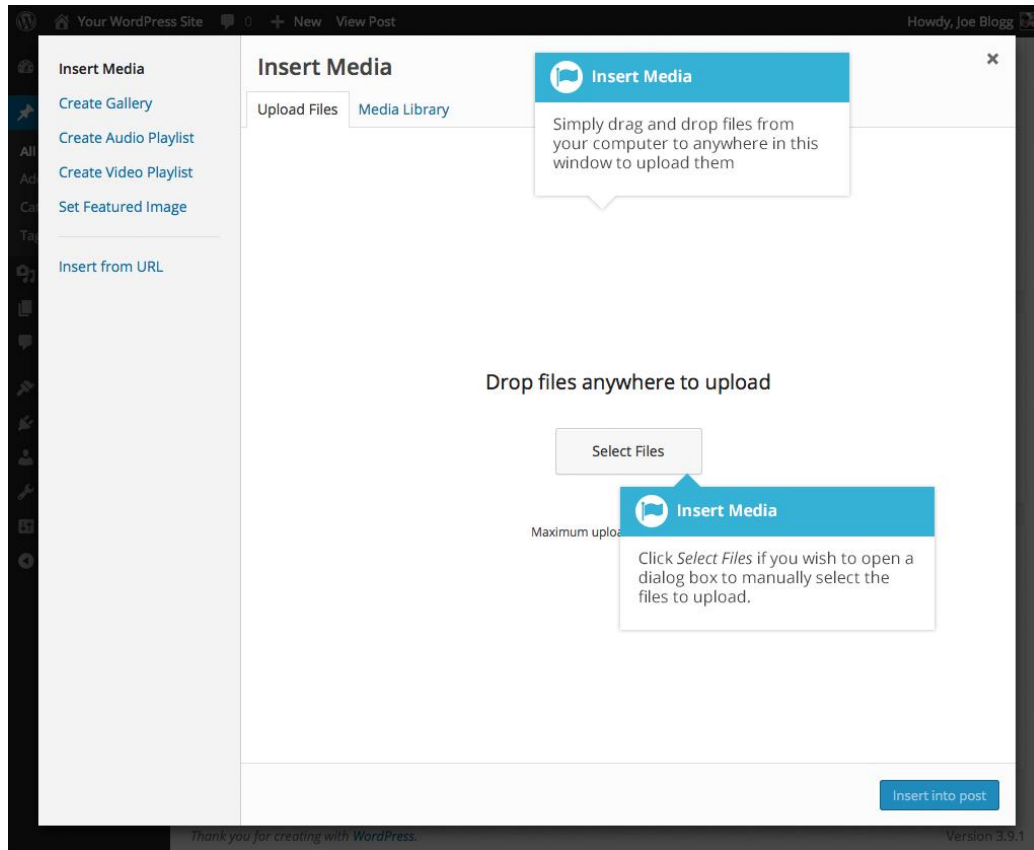 Your WordPress Site 0 + New View Post Howdy, Joe Blogg
Insert Media
Create Gallery
Create Audio Playlist
Create Video Playlist
Set Featured Image
Insert from URL
Insert Media
Upload Files Media Library
Insert Media
Simply drag and drop files from
your computer to anywhere in this
window to upload them
Drop files anywhere to upload
Select Files
Maximum
Insert Media
Click Select Files if you wish to open a
dialog box to manually select the
files to upload.
Insert into post
All
Thank you for creating with WordPress. Version 3.9.1